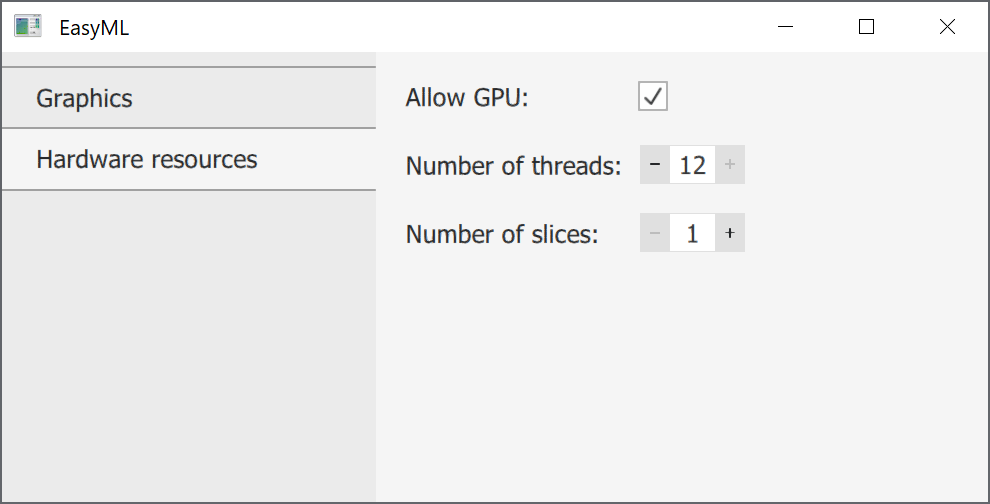 EasyML
Graphics
Hardware resources
Allow GPU:
Number of threads: - 12 +
Number of slices: - 1 +